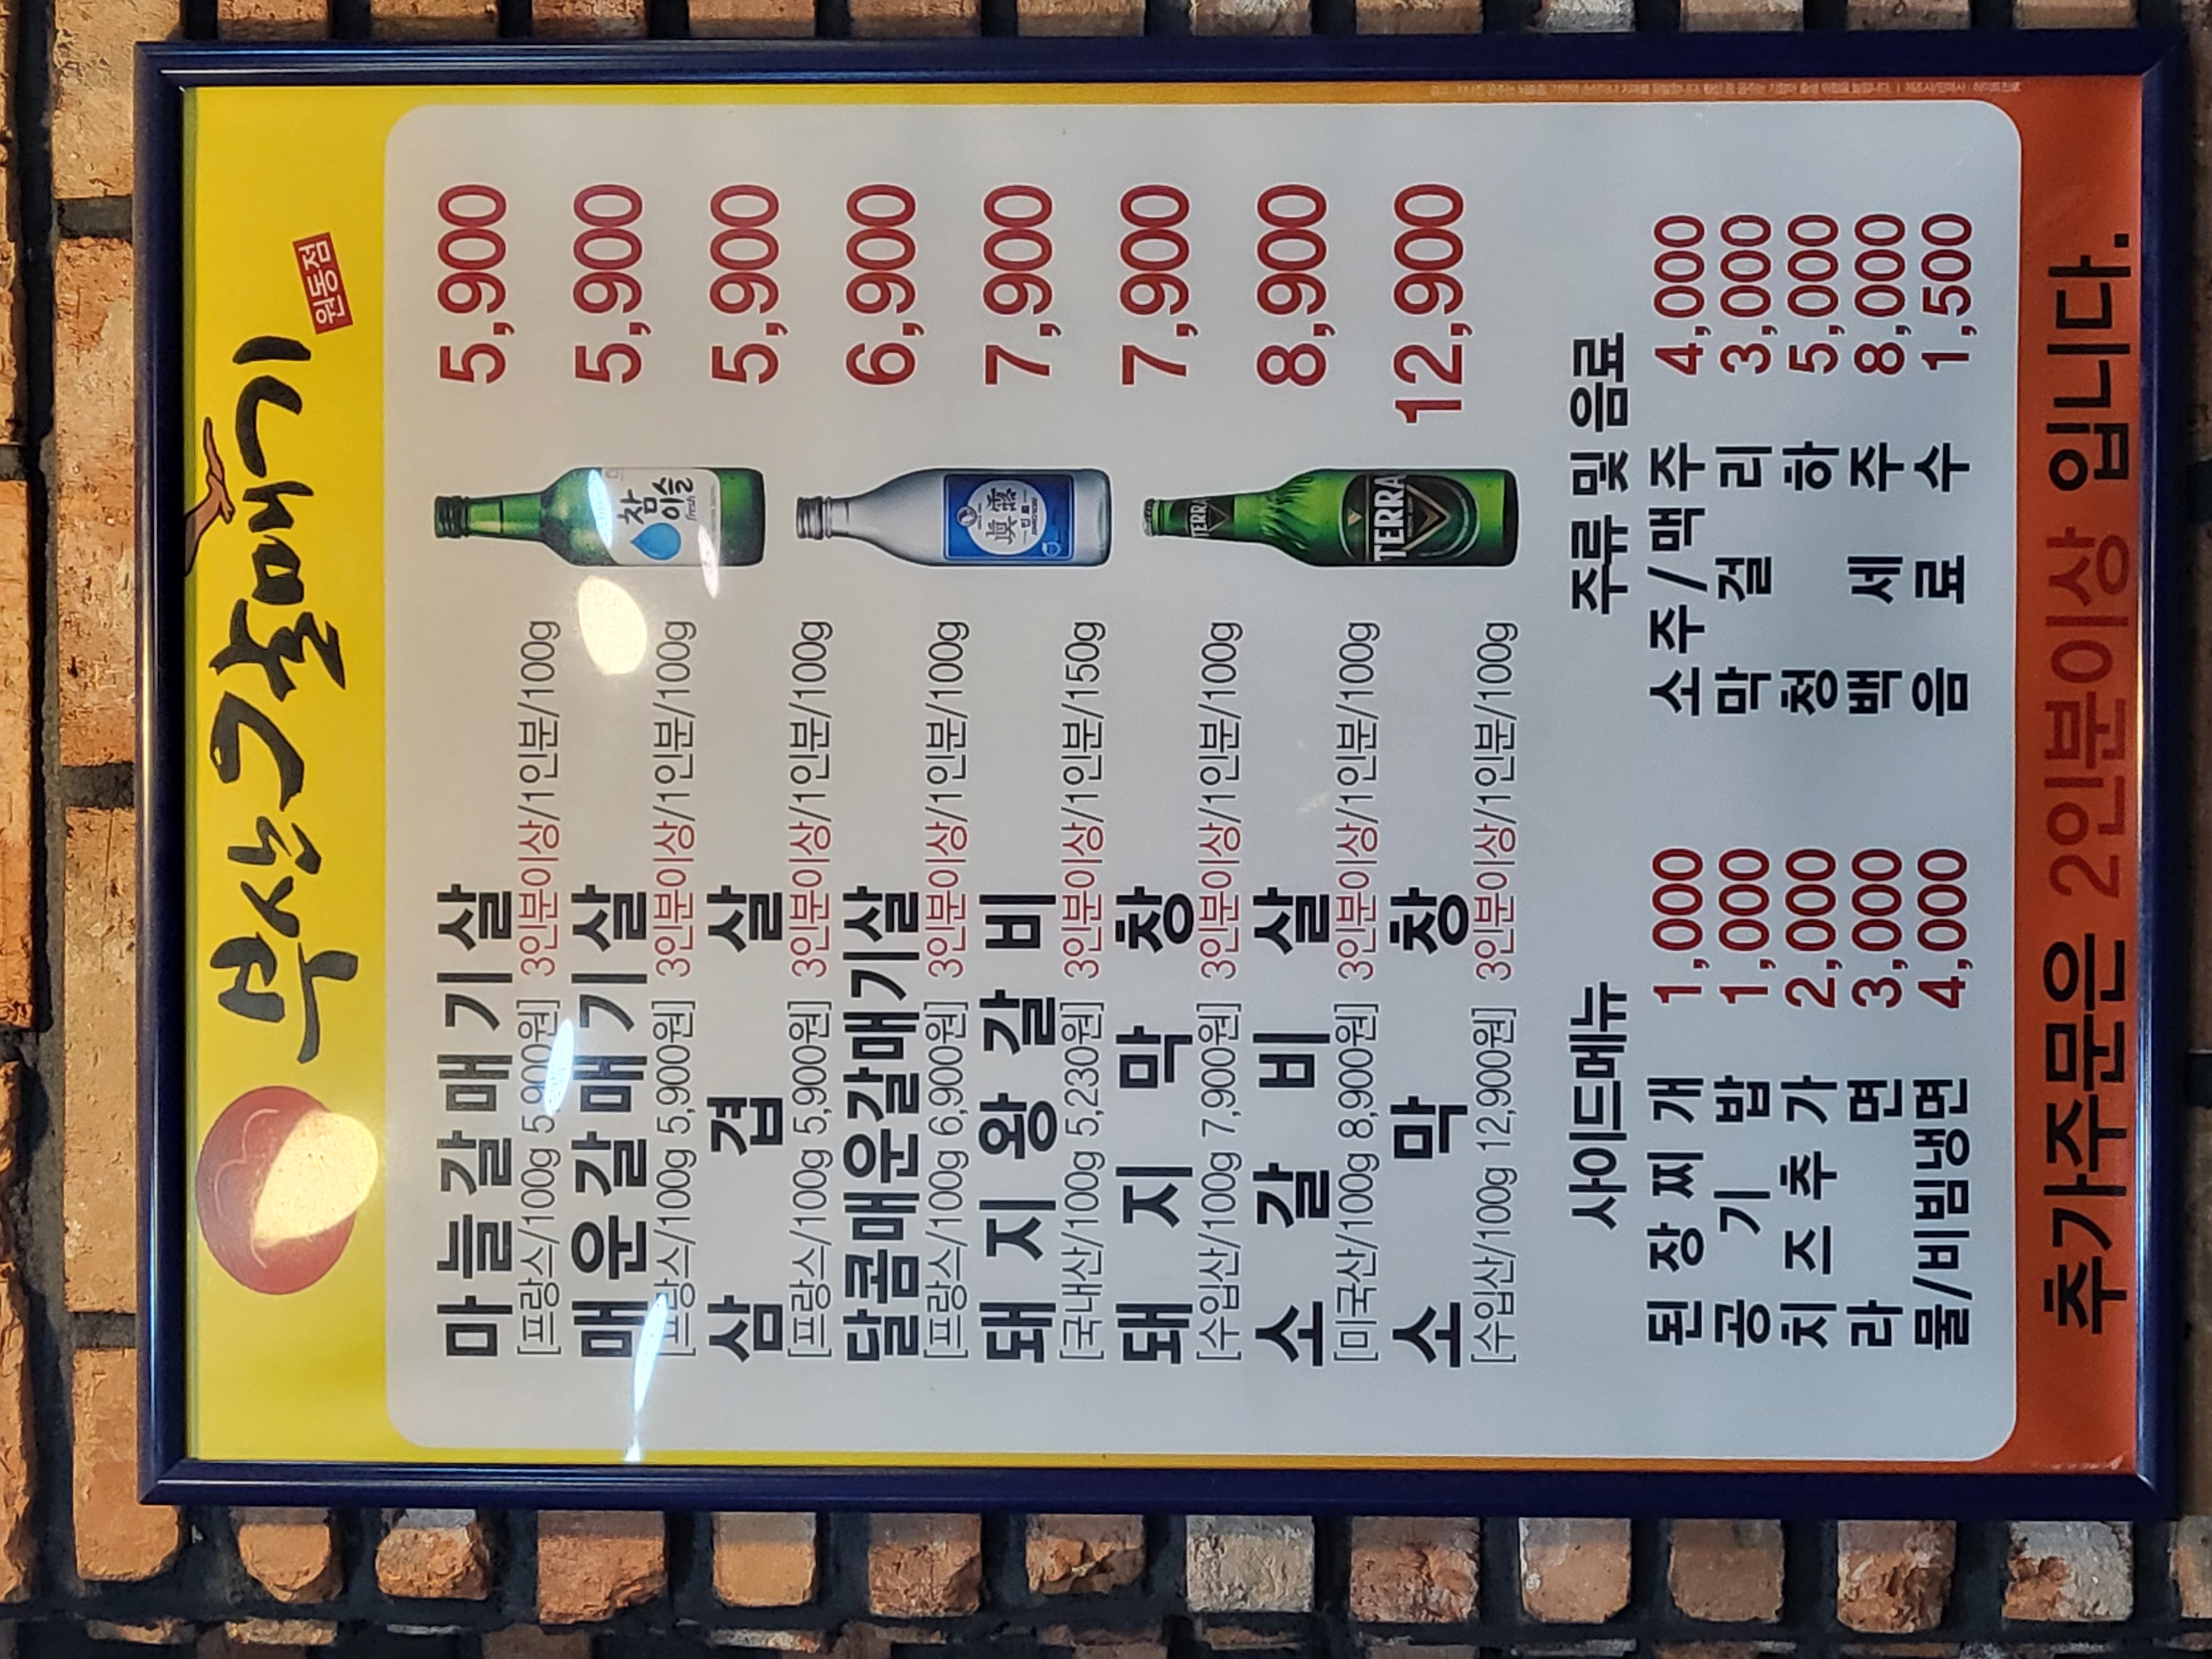 부산갈매기
원동점
마늘갈매기살 5,900
[프랑스/100g 5,900원] 3인분이상/1인분/100g
매운갈매기살 5,900
[프랑스/100g 5,900원] 3인분이상/1인분/100g
삼겹살 5,900
[프랑스/100g 5,900원] 3인분이상/1인분/100g
달콤매운갈매기살 6,900
[프랑스/100g 6,900원] 3인분이상/1인분/100g
돼지왕갈비 7,900
[국내산/100g 5,230원] 3인분이상/1인분/150g
돼지막창 7,900
[수입산/100g 7,900원] 3인분이상/1인분/100g
소갈비살 8,900
[미국산/100g 8,900원] 3인분이상/1인분/100g
소막창 12,900
[수입산/100g 12,900원] 3인분이상/1인분/100g
참이슬
fresh
眞露
TERRA
TERRA
사이드메뉴
된장찌개 1,000
공기밥 1,000
치즈추가 2,000
라면 3,000
물/비빔냉면 4,000
주류 및 음료
소주/맥주 4,000
막걸리 3,000
청하 5,000
백세주 8,000
음료수 1,500
추가주문은 2인분이상 입니다.